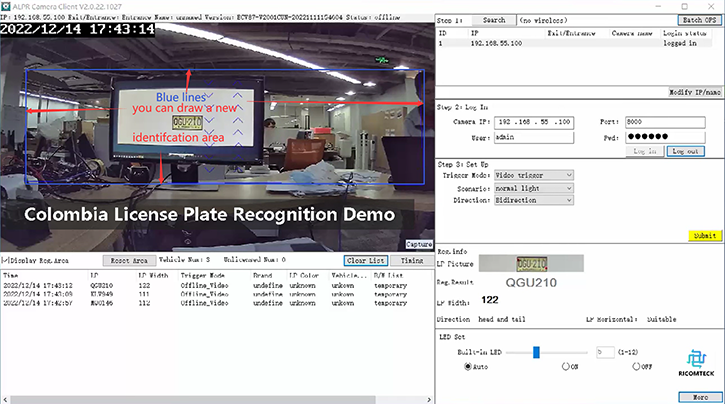 ALPR Camera Client V2.0.22.1027
IP: 192.168.55.100 Exit/Entrance: Entrance Name: unnamed Version: ECV87-V2001CUN-20221111154604 Status: offline
2022/12/14 17:43:14
Blue lines
you can draw a new
QGU210
identifcation area
Colombia License Plate Recognition Demo
Capture
Display Reg.Area Reset Area Vehicle Num: 3 Unlicensed Num: 0 Clear List Timing
Time LP LP Width Trigger Mode Brand LP Color Vehicle... B/W List
2022/12/14 17:43:12 QGU210 122 Offline_Video undefine unknown unkown temporary
2022/12/14 17:43:09 KLV949 111 Offline_Video undefine unknown unkown temporary
2022/12/14 17:42:57 MUO146 112 Offline_Video undefine unknown unkown temporary
Step 1: Search (no wireless) Batch OPS
ID IP Exit/Entrance Camera name Login status
1 192.168.55.100 logged in
Modify IP/name
Step 2: Log In
Camera IP: 192 .168 . 55 .100 Port: 8000
User: admin Pwd: ●●●●●●
Log in Log out
Step 3: Set Up
Trigger Mode: Video trigger
Scenario: normal light
Direction: Bidirection
Submit
Reg.info
LP Picture QGU210
Reg.Result QGU210
LP Width: 122
Direction head and tail LP Horizontal: Suitable
LED Set
Built-in LED 5 (1-12)
Auto ON OFF
RICOMTECK
More